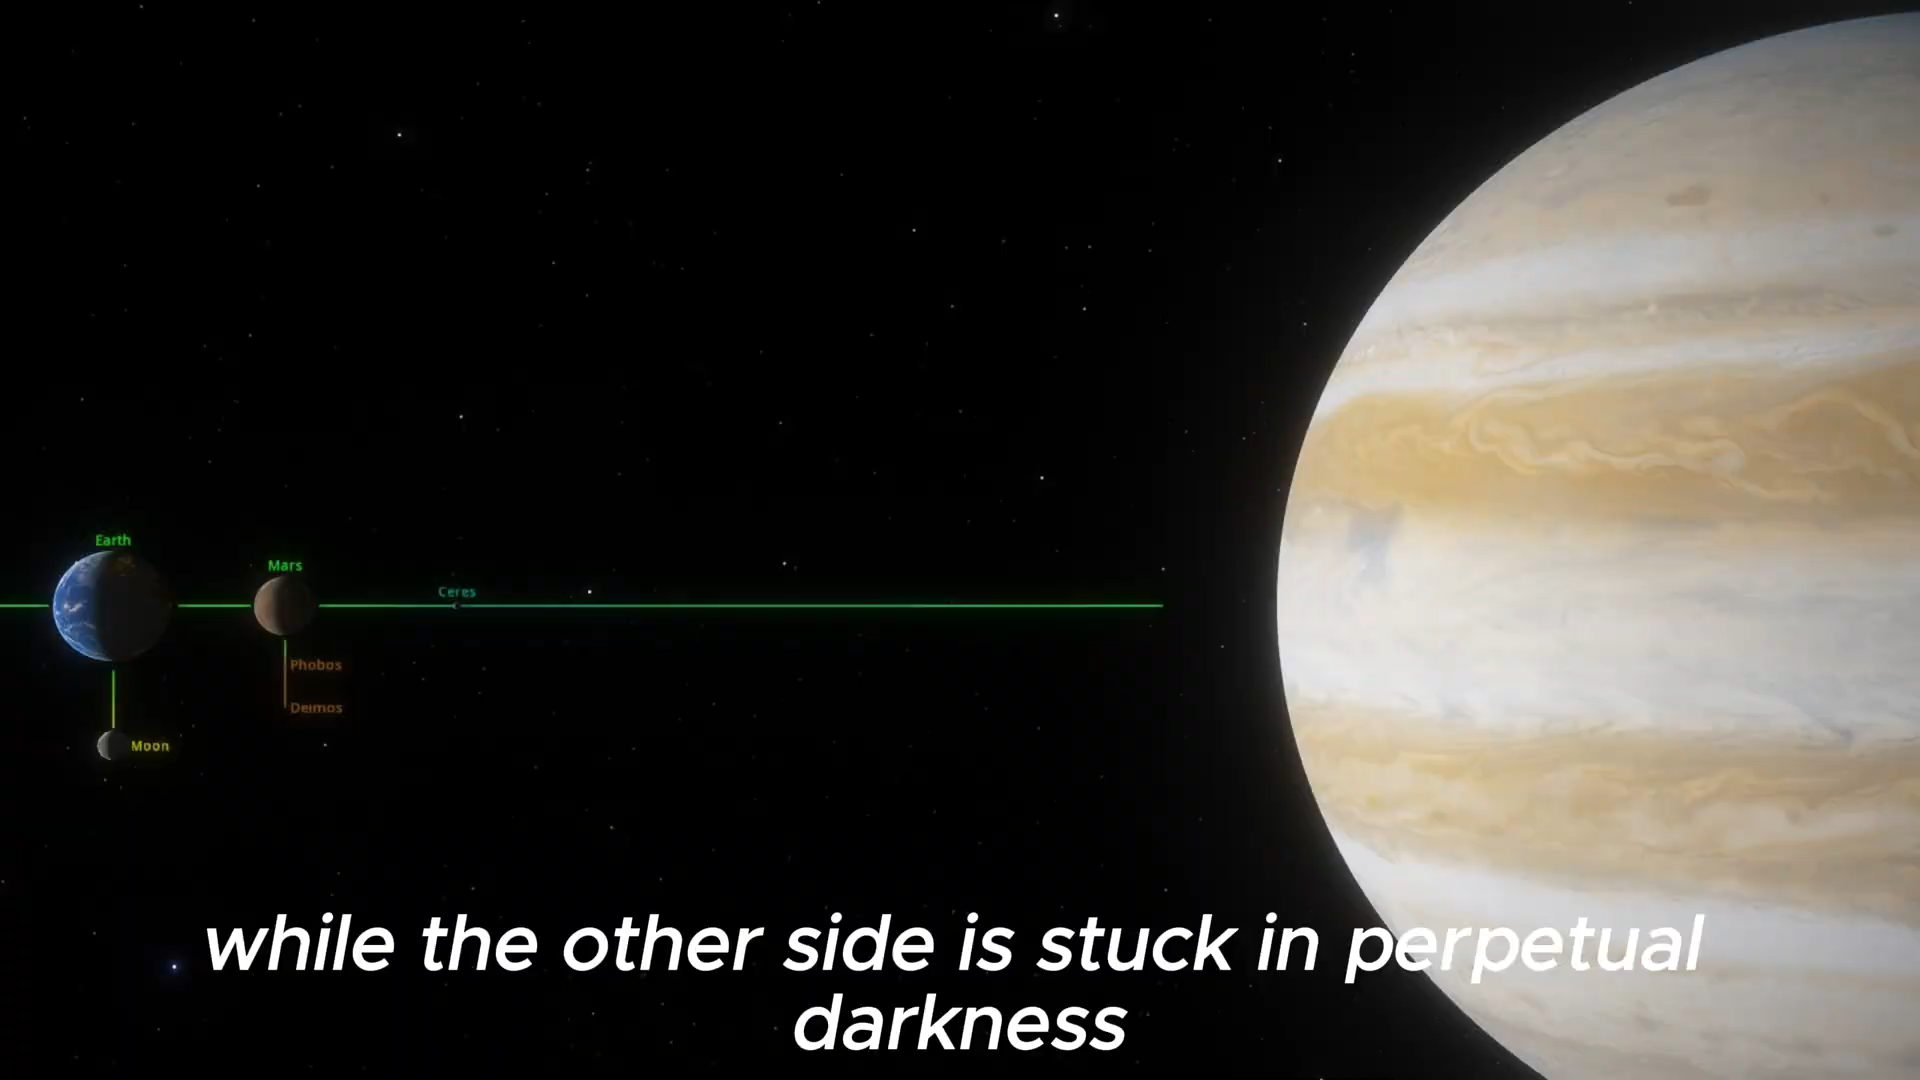 Earth
Mars
Ceres
Phobos
Deimos
Moon
while the other side is stuck in perpetual
darkness